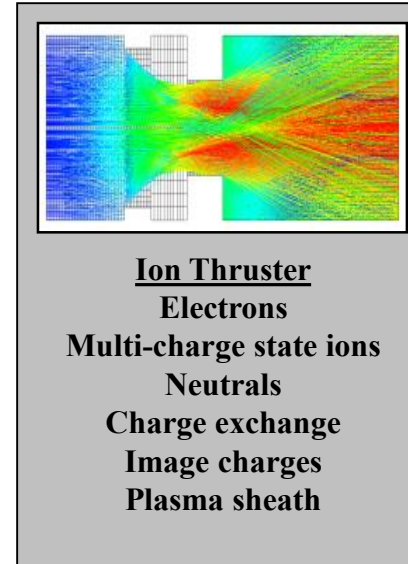 Ion Thruster
Electrons
Multi-charge state ions
Neutrals
Charge exchange
Image charges
Plasma sheath